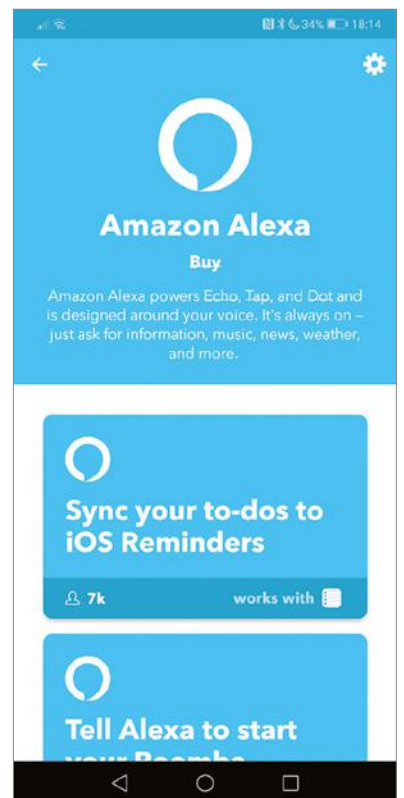 34% 18:14
Amazon Alexa
Buy
Amazon Alexa powers Echo, Tap, and Dot and
is designed around your voice. It's always on –
just ask for information, music, news, weather,
and more.
Sync your to-dos to
iOS Reminders
7k works with
Tell Alexa to start
your Roomba